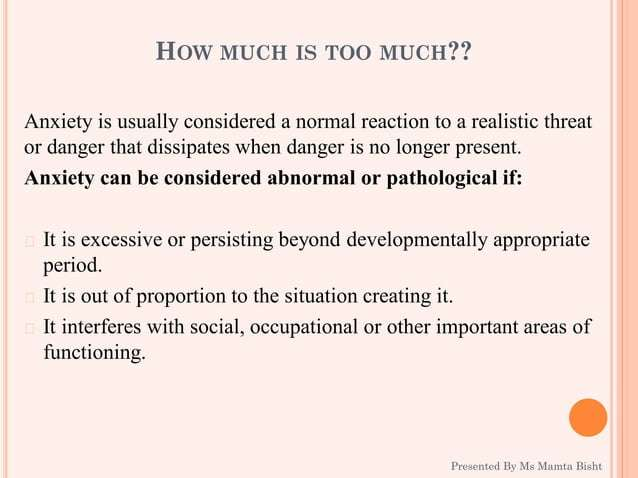 HOW MUCH IS TOO MUCH??
Anxiety is usually considered a normal reaction to a realistic threat
or danger that dissipates when danger is no longer present.
Anxiety can be considered abnormal or pathological if:
It is excessive or persisting beyond developmentally appropriate
period.
It is out of proportion to the situation creating it.
It interferes with social, occupational or other important areas of
functioning.
Presented By Ms Mamta Bisht